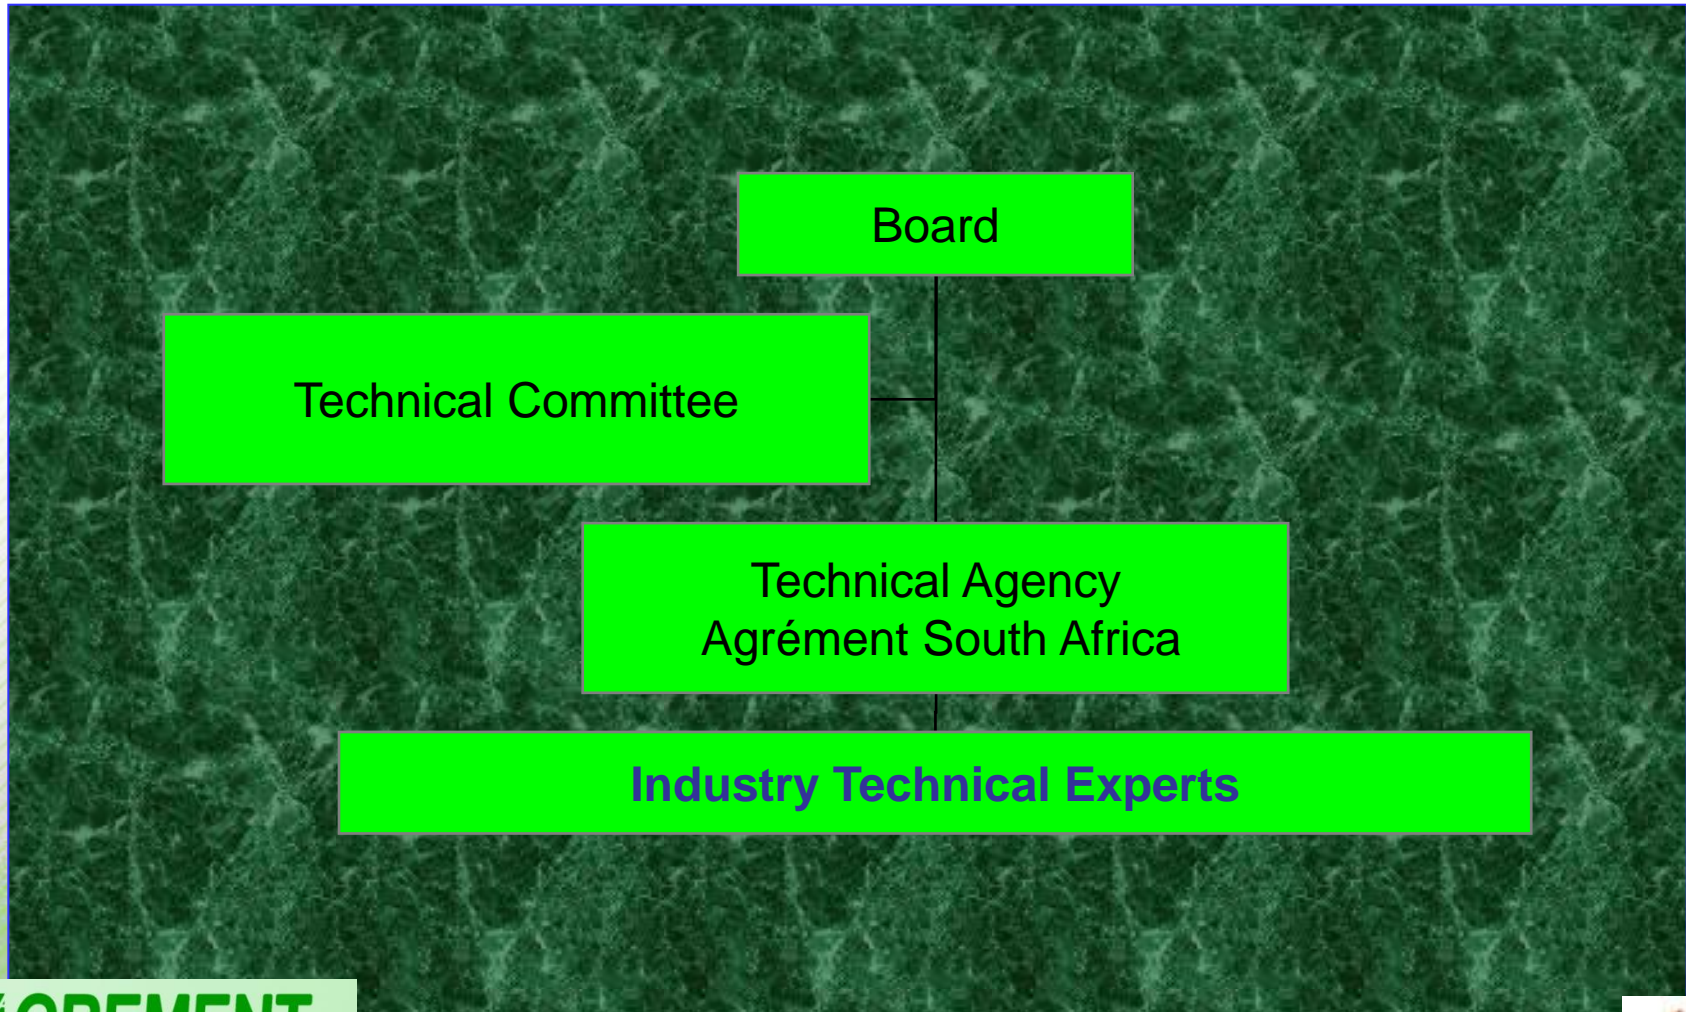 Board
Technical Committee
Technical Agency
Agrément South Africa
Industry Technical Experts